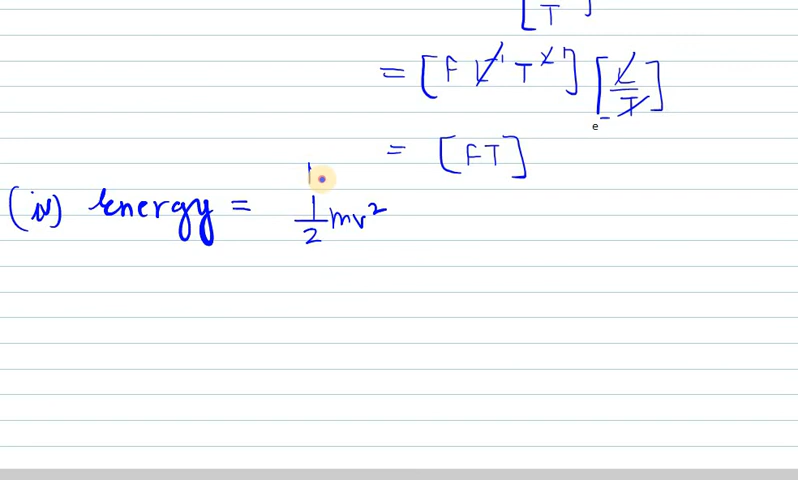 [ T ]
= [F L⁻¹ T²] [L/T]
e
= [FT]
(iv) energy = 1/2 mv²